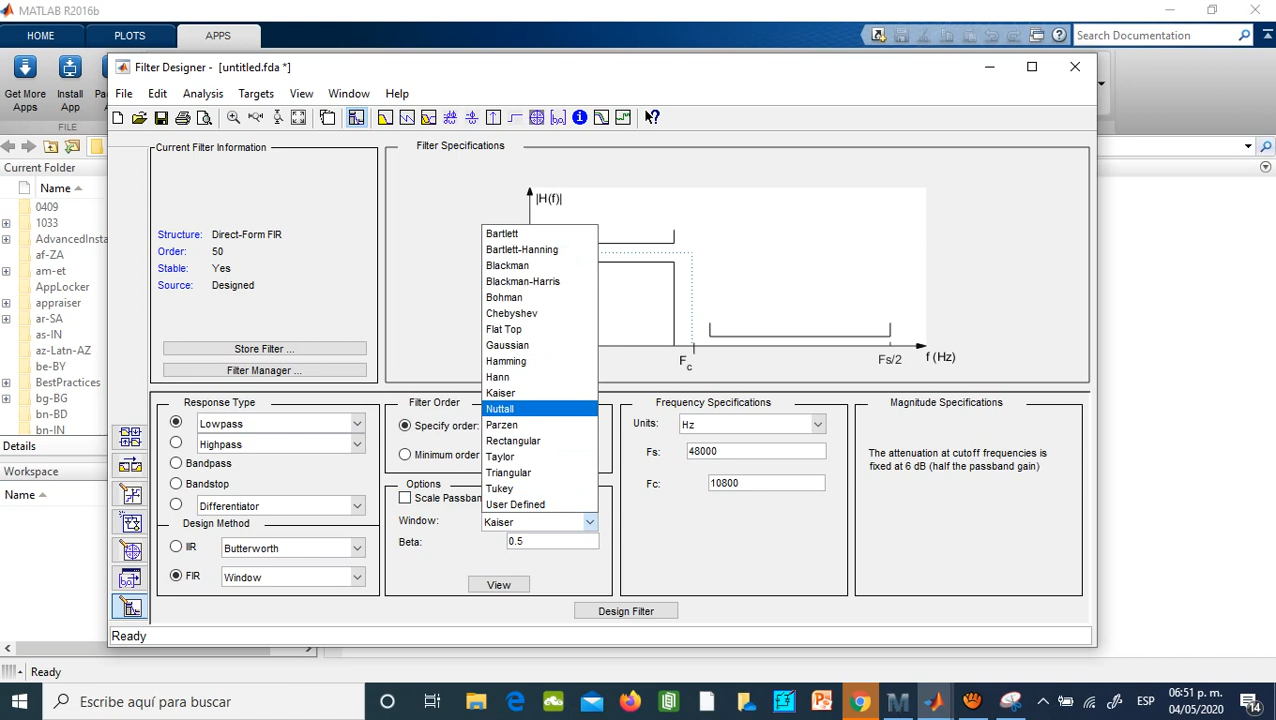 MATLAB R2016b
HOME
PLOTS
APPS
Search Documentation
Get More
Apps
Install
App
Pa
FILE
Current Folder
Name
0409
1033
AdvancedInsta
af-ZA
am-et
AppLocker
appraiser
ar-SA
as-IN
az-Latn-AZ
be-BY
BestPractices
bg-BG
bn-BD
bn-IN
Details
Workspace
Name
Ready
Filter Designer - [untitled.fda *]
File
Edit
Analysis
Targets
View
Window
Help
Current Filter Information
Structure: Direct-Form FIR
Order: 50
Stable: Yes
Source: Designed
Store Filter ...
Filter Manager ...
Filter Specifications
|H(f)|
Fc
Fs/2
f (Hz)
Bartlett
Bartlett-Hanning
Blackman
Blackman-Harris
Bohman
Chebyshev
Flat Top
Gaussian
Hamming
Hann
Kaiser
Nuttall
Parzen
Rectangular
Taylor
Triangular
Tukey
User Defined
Response Type
Lowpass
Highpass
Bandpass
Bandstop
Differentiator
Design Method
IIR Butterworth
FIR Window
Filter Order
Specify order:
Minimum order
Options
Scale Passban
Window: Kaiser
Beta: 0.5
View
Frequency Specifications
Units: Hz
Fs: 48000
Fc: 10800
Magnitude Specifications
The attenuation at cutoff frequencies is
fixed at 6 dB (half the passband gain)
Design Filter
Ready
Escribe aquí para buscar
ESP
06:51 p. m.
04/05/2020
14